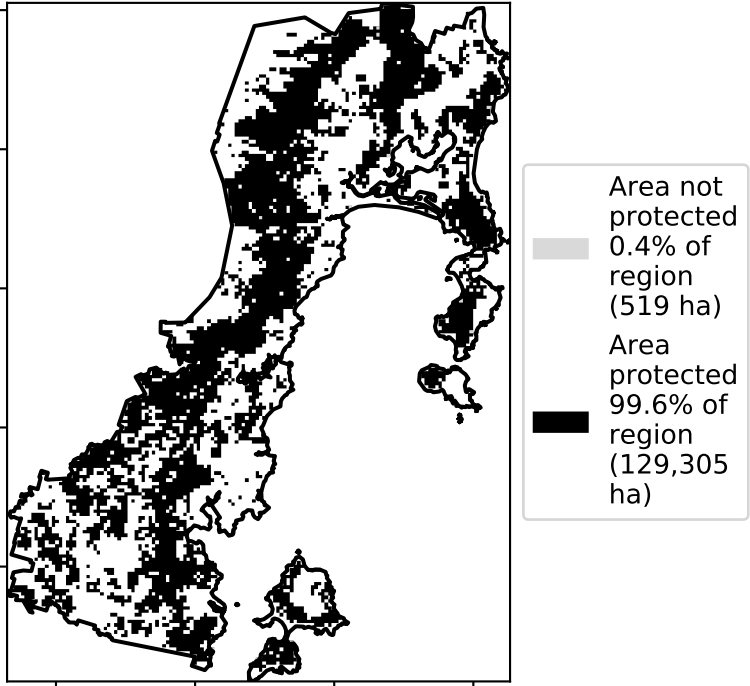 Area not
protected
0.4% of
region
(519 ha)
Area
protected
99.6% of
region
(129,305
ha)